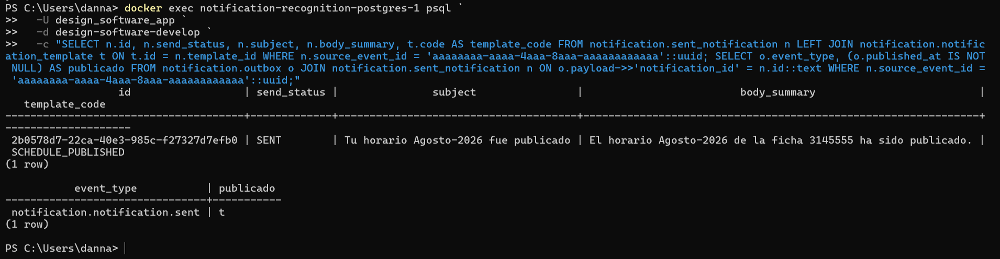 PS C:\Users\danna> docker exec notification-recognition-postgres-1 psql `
>>   -U design_software_app `
>>   -d design-software-develop `
>>   -c "SELECT n.id, n.send_status, n.subject, n.body_summary, t.code AS template_code FROM notification.sent_notification n LEFT JOIN notification.notific
ation_template t ON t.id = n.template_id WHERE n.source_event_id = 'aaaaaaaa-aaaa-4aaa-8aaa-aaaaaaaaaaaa'::uuid; SELECT o.event_type, (o.published_at IS NOT
 NULL) AS publicado FROM notification.outbox o JOIN notification.sent_notification n ON o.payload->>'notification_id' = n.id::text WHERE n.source_event_id =
 'aaaaaaaa-aaaa-4aaa-8aaa-aaaaaaaaaaaa'::uuid;"
                  id                  | send_status |               subject                |                         body_summary                          |
   template_code
--------------------------------------+-------------+--------------------------------------+---------------------------------------------------------------+
--------------------
 2b0578d7-22ca-40e3-985c-f27327d7efb0 | SENT        | Tu horario Agosto-2026 fue publicado | El horario Agosto-2026 de la ficha 3145555 ha sido publicado. |
 SCHEDULE_PUBLISHED
(1 row)

           event_type           | publicado
--------------------------------+-----------
 notification.notification.sent | t
(1 row)

PS C:\Users\danna>